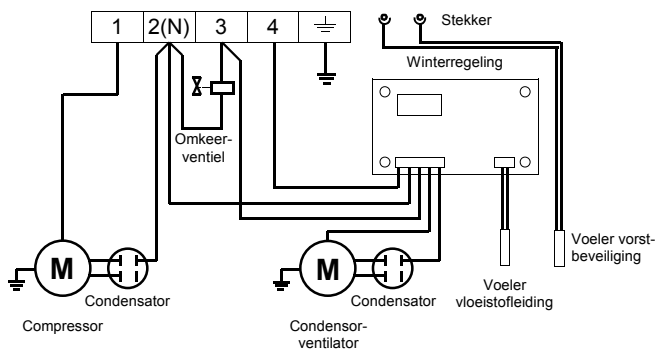 1 2(N) 3 4
Stekker
Winterregeling
Omkeer-
ventiel
M
Condensator
Compressor
M
Condensator
Condensor-
ventilator
Voeler
vloeistofleiding
Voeler vorst-
beveiliging